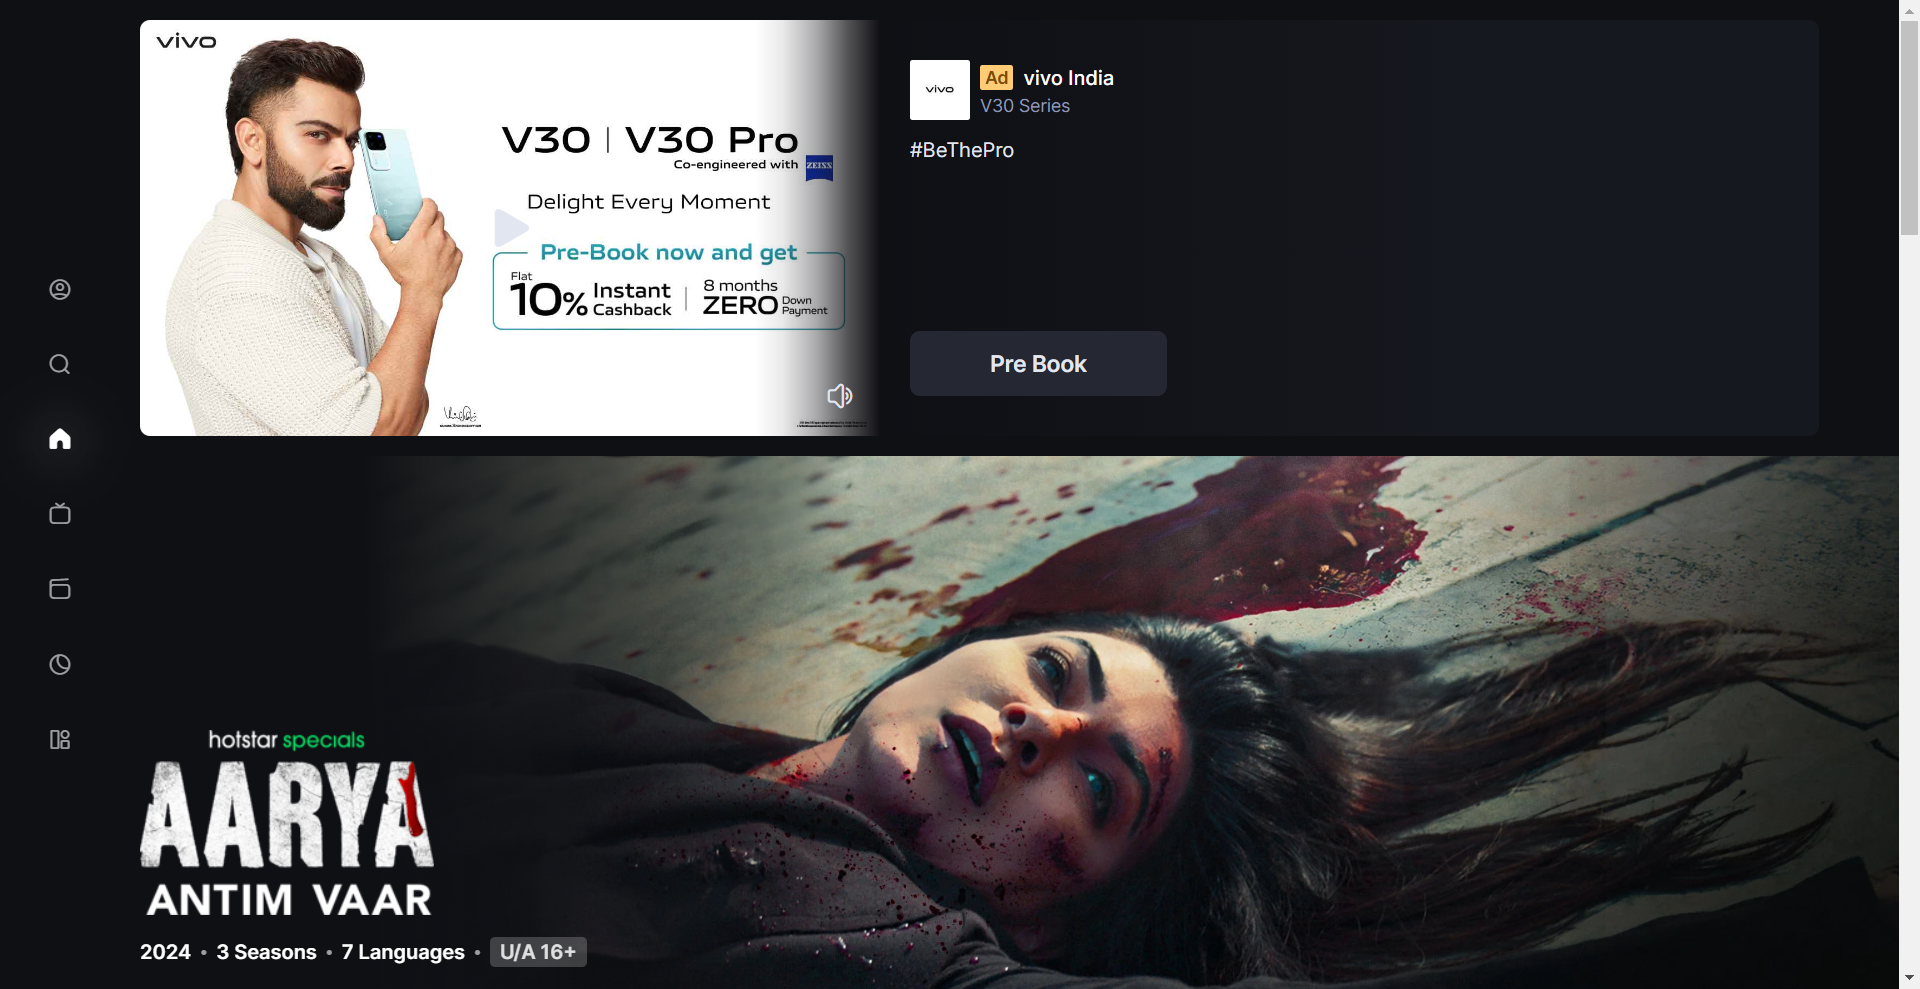 vivo
V30 | V30 Pro
Co-engineered with ZEISS
Delight Every Moment
Pre-Book now and get
Flat
10% Instant Cashback
8 months
ZERO Down Payment
vivo
Ad vivo India
V30 Series
#BeThePro
Pre Book
hotstar specials
AARYA
ANTIM VAAR
2024 • 3 Seasons • 7 Languages • U/A 16+